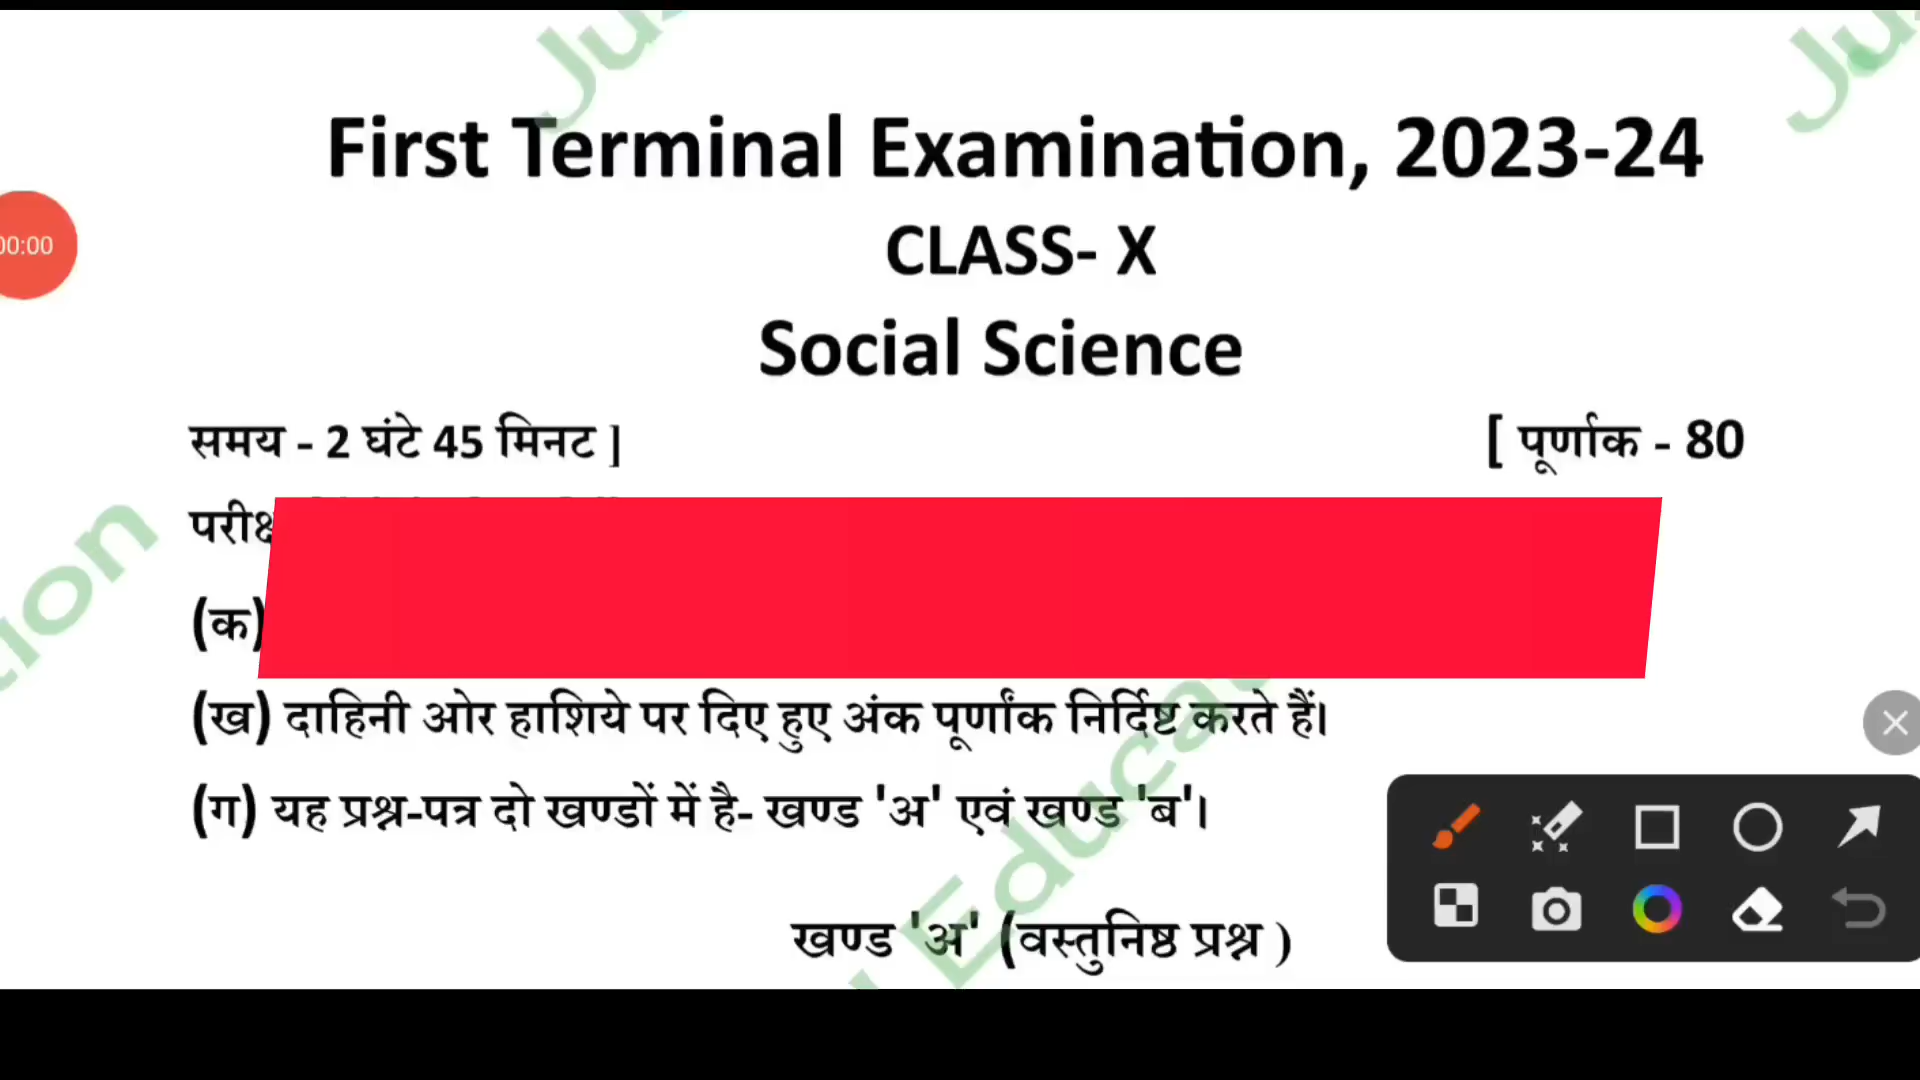 First Terminal Examination, 2023-24
CLASS- X
Social Science
समय - 2 घंटे 45 मिनट ] [ पूर्णाक - 80
00:00
(क)
(ख) दाहिनी ओर हाशिये पर दिए हुए अंक पूर्णांक निर्दिष्ट करते हैं।
(ग) यह प्रश्न-पत्र दो खण्डों में है- खण्ड 'अ' एवं खण्ड 'ब'।
खण्ड 'अ' (वस्तुनिष्ठ प्रश्न )